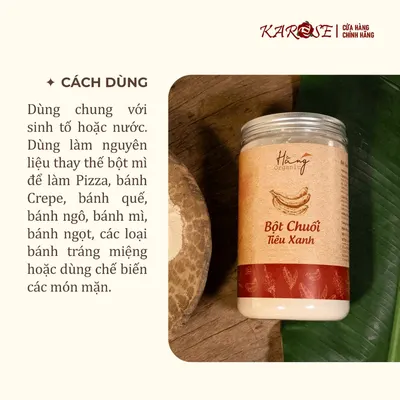 KAROSE
CỬA HÀNG
CHÍNH HÃNG
CÁCH DÙNG
Dùng chung với
sinh tố hoặc nước.
Dùng làm nguyên
liệu thay thế bột mì
để làm Pizza, bánh
Crepe, bánh quế,
bánh ngô, bánh mì,
bánh ngọt, các loại
bánh tráng miệng
hoặc dùng chế biến
các món mặn.
Hằng
Organic
Bột Chuối
Tiêu Xanh